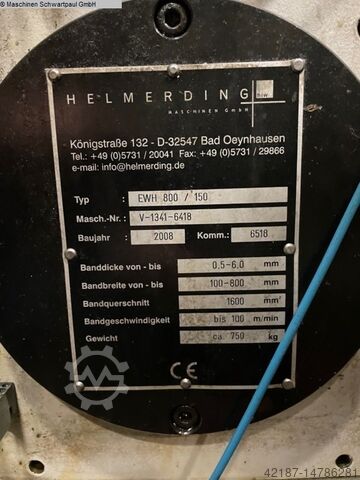 © Maschinen Schwartpaul GmbH
HELMERDING
MASCHINEN GmbH
Königstraße 132 - D-32547 Bad Oeynhausen
Tel.: +49 (0)5731 / 20041 Fax: +49 (0)5731 / 29866
e-mail: info@helmerding.de
Typ : EWH 800 / 150
Masch.-Nr. : V-1341-6418
Baujahr : 2008 Komm.: 6518
Banddicke von - bis 0.5-6.0 mm
Bandbreite von - bis 100-800 mm
Bandquerschnitt 1600 mm²
Bandgeschwindigkeit bis 100 m/min
Gewicht ca. 750 kg
CE
42187-14786281